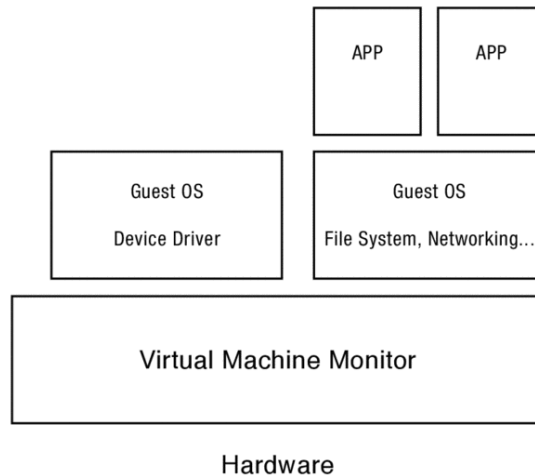 APP
APP
Guest OS
Device Driver
Guest OS
File System, Networking...
Virtual Machine Monitor
Hardware